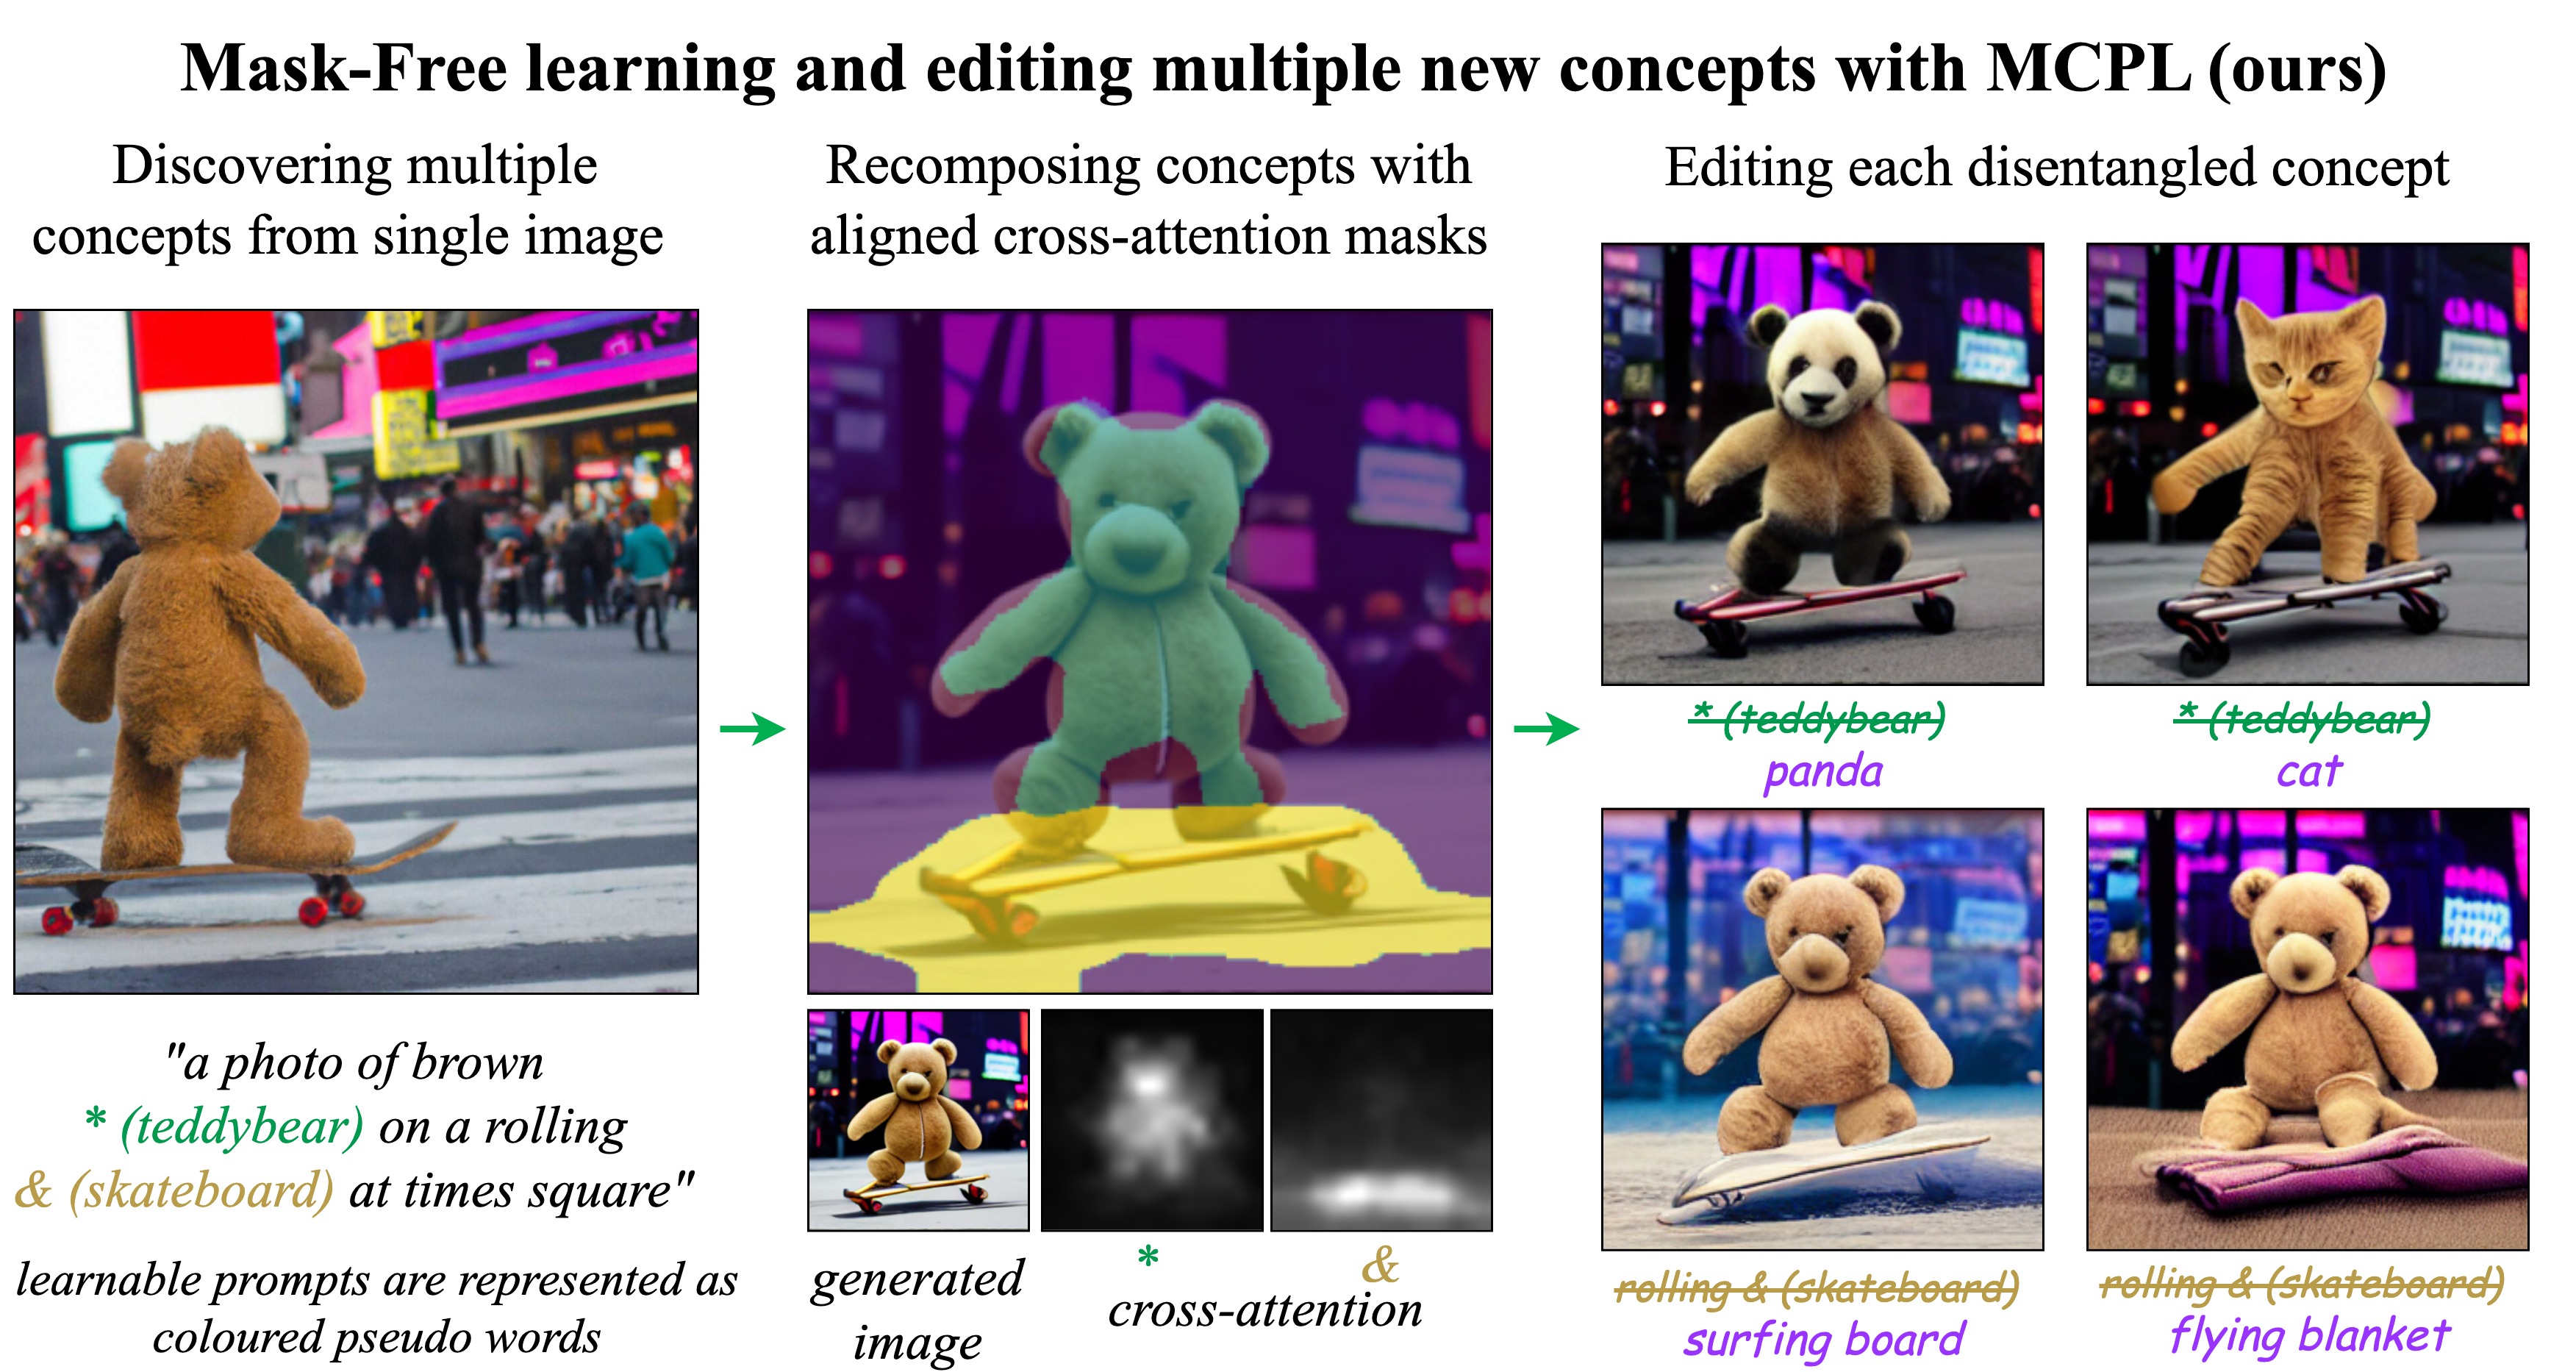 Mask-Free learning and editing multiple new concepts with MCPL (ours)
Discovering multiple
concepts from single image
"a photo of brown
* (teddybear) on a rolling
& (skateboard) at times square"
learnable prompts are represented as
coloured pseudo words
Recomposing concepts with
aligned cross-attention masks
generated
image
* &
cross-attention
Editing each disentangled concept
* (teddybear)
panda
* (teddybear)
cat
rolling & (skateboard)
surfing board
rolling & (skateboard)
flying blanket